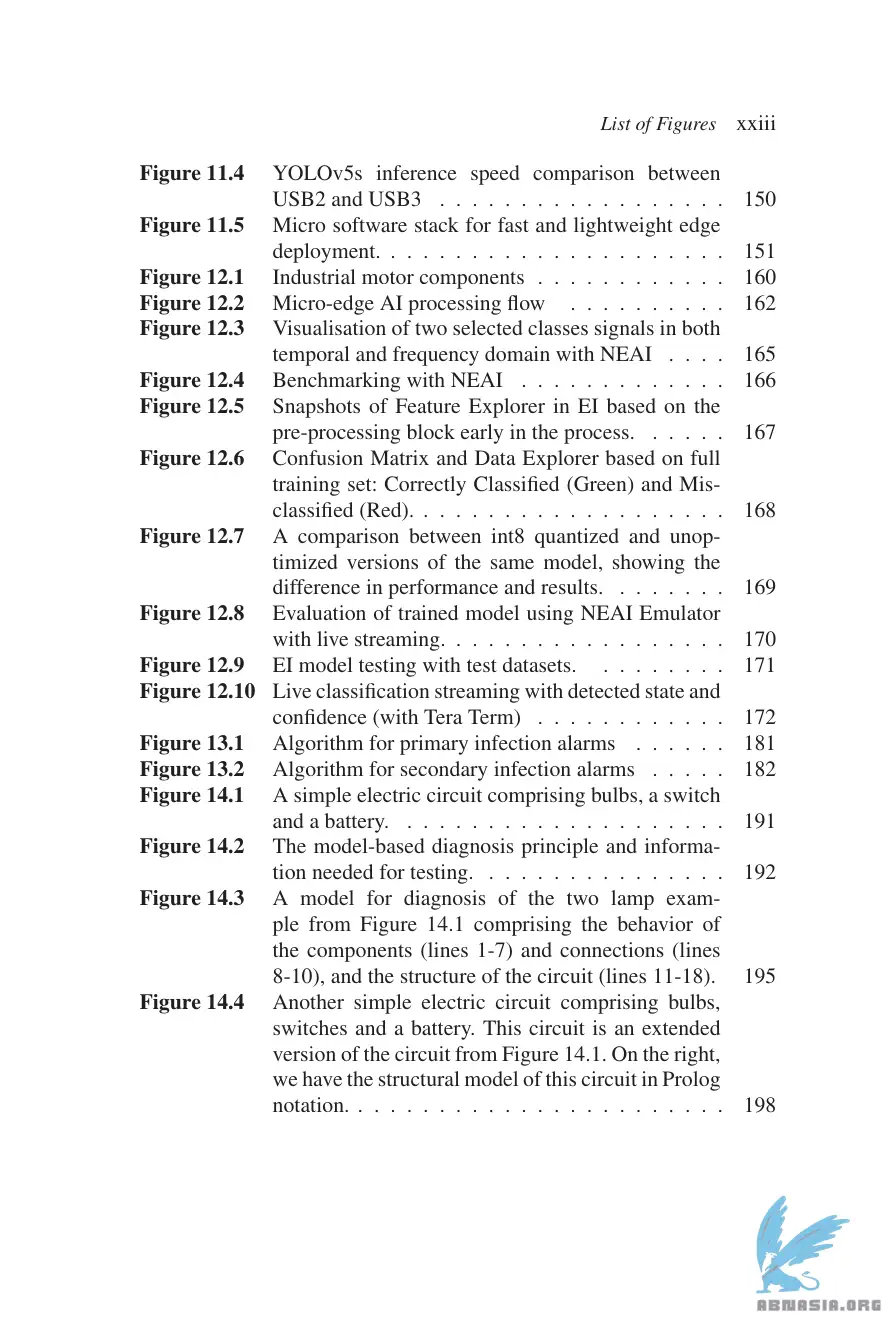 List of Figures xxiii
Figure 11.4 YOLOv5s inference speed comparison between
USB2 and USB3 . . . . . . . . . . . . . . . . . . 150
Figure 11.5 Micro software stack for fast and lightweight edge
deployment. . . . . . . . . . . . . . . . . . . . . . 151
Figure 12.1 Industrial motor components . . . . . . . . . . . . 160
Figure 12.2 Micro-edge AI processing flow . . . . . . . . . . 162
Figure 12.3 Visualisation of two selected classes signals in both
temporal and frequency domain with NEAI . . . . 165
Figure 12.4 Benchmarking with NEAI . . . . . . . . . . . . . 166
Figure 12.5 Snapshots of Feature Explorer in EI based on the
pre-processing block early in the process. . . . . . 167
Figure 12.6 Confusion Matrix and Data Explorer based on full
training set: Correctly Classified (Green) and Mis-
classified (Red). . . . . . . . . . . . . . . . . . . . 168
Figure 12.7 A comparison between int8 quantized and unop-
timized versions of the same model, showing the
difference in performance and results. . . . . . . . 169
Figure 12.8 Evaluation of trained model using NEAI Emulator
with live streaming. . . . . . . . . . . . . . . . . . 170
Figure 12.9 EI model testing with test datasets. . . . . . . . . 171
Figure 12.10 Live classification streaming with detected state and
confidence (with Tera Term) . . . . . . . . . . . . 172
Figure 13.1 Algorithm for primary infection alarms . . . . . . 181
Figure 13.2 Algorithm for secondary infection alarms . . . . . 182
Figure 14.1 A simple electric circuit comprising bulbs, a switch
and a battery. . . . . . . . . . . . . . . . . . . . . 191
Figure 14.2 The model-based diagnosis principle and informa-
tion needed for testing. . . . . . . . . . . . . . . . 192
Figure 14.3 A model for diagnosis of the two lamp exam-
ple from Figure 14.1 comprising the behavior of
the components (lines 1-7) and connections (lines
8-10), and the structure of the circuit (lines 11-18). 195
Figure 14.4 Another simple electric circuit comprising bulbs,
switches and a battery. This circuit is an extended
version of the circuit from Figure 14.1. On the right,
we have the structural model of this circuit in Prolog
notation. . . . . . . . . . . . . . . . . . . . . . . . 198
ABNASIA.ORG